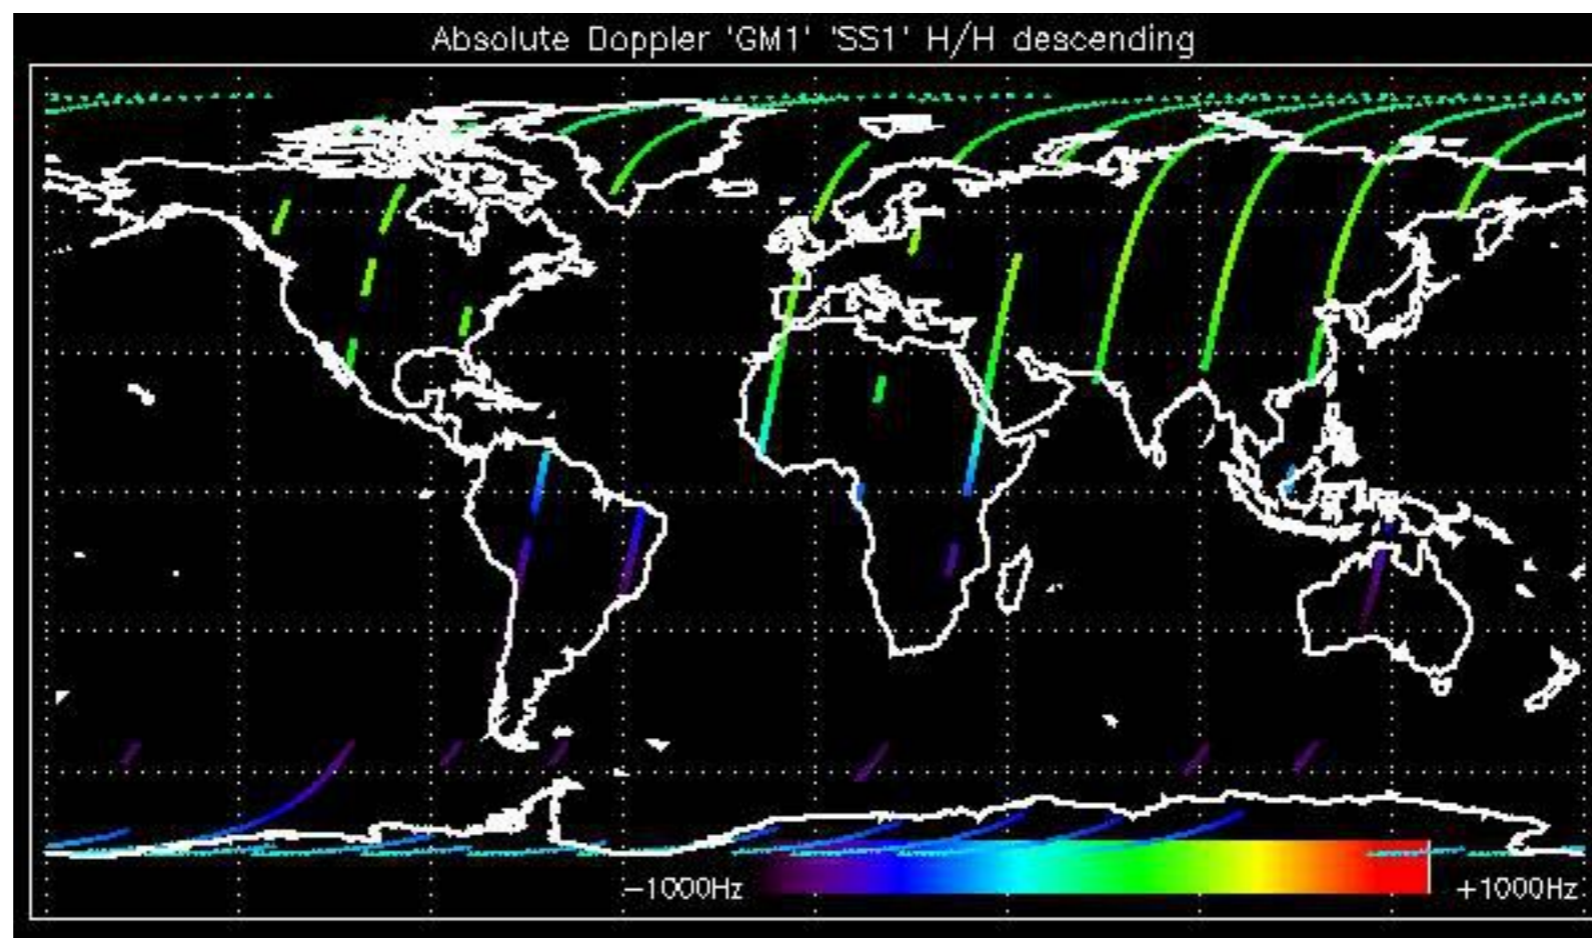 Absolute Doppler 'GM1' 'SS1' H/H descending
-1000Hz +1000Hz